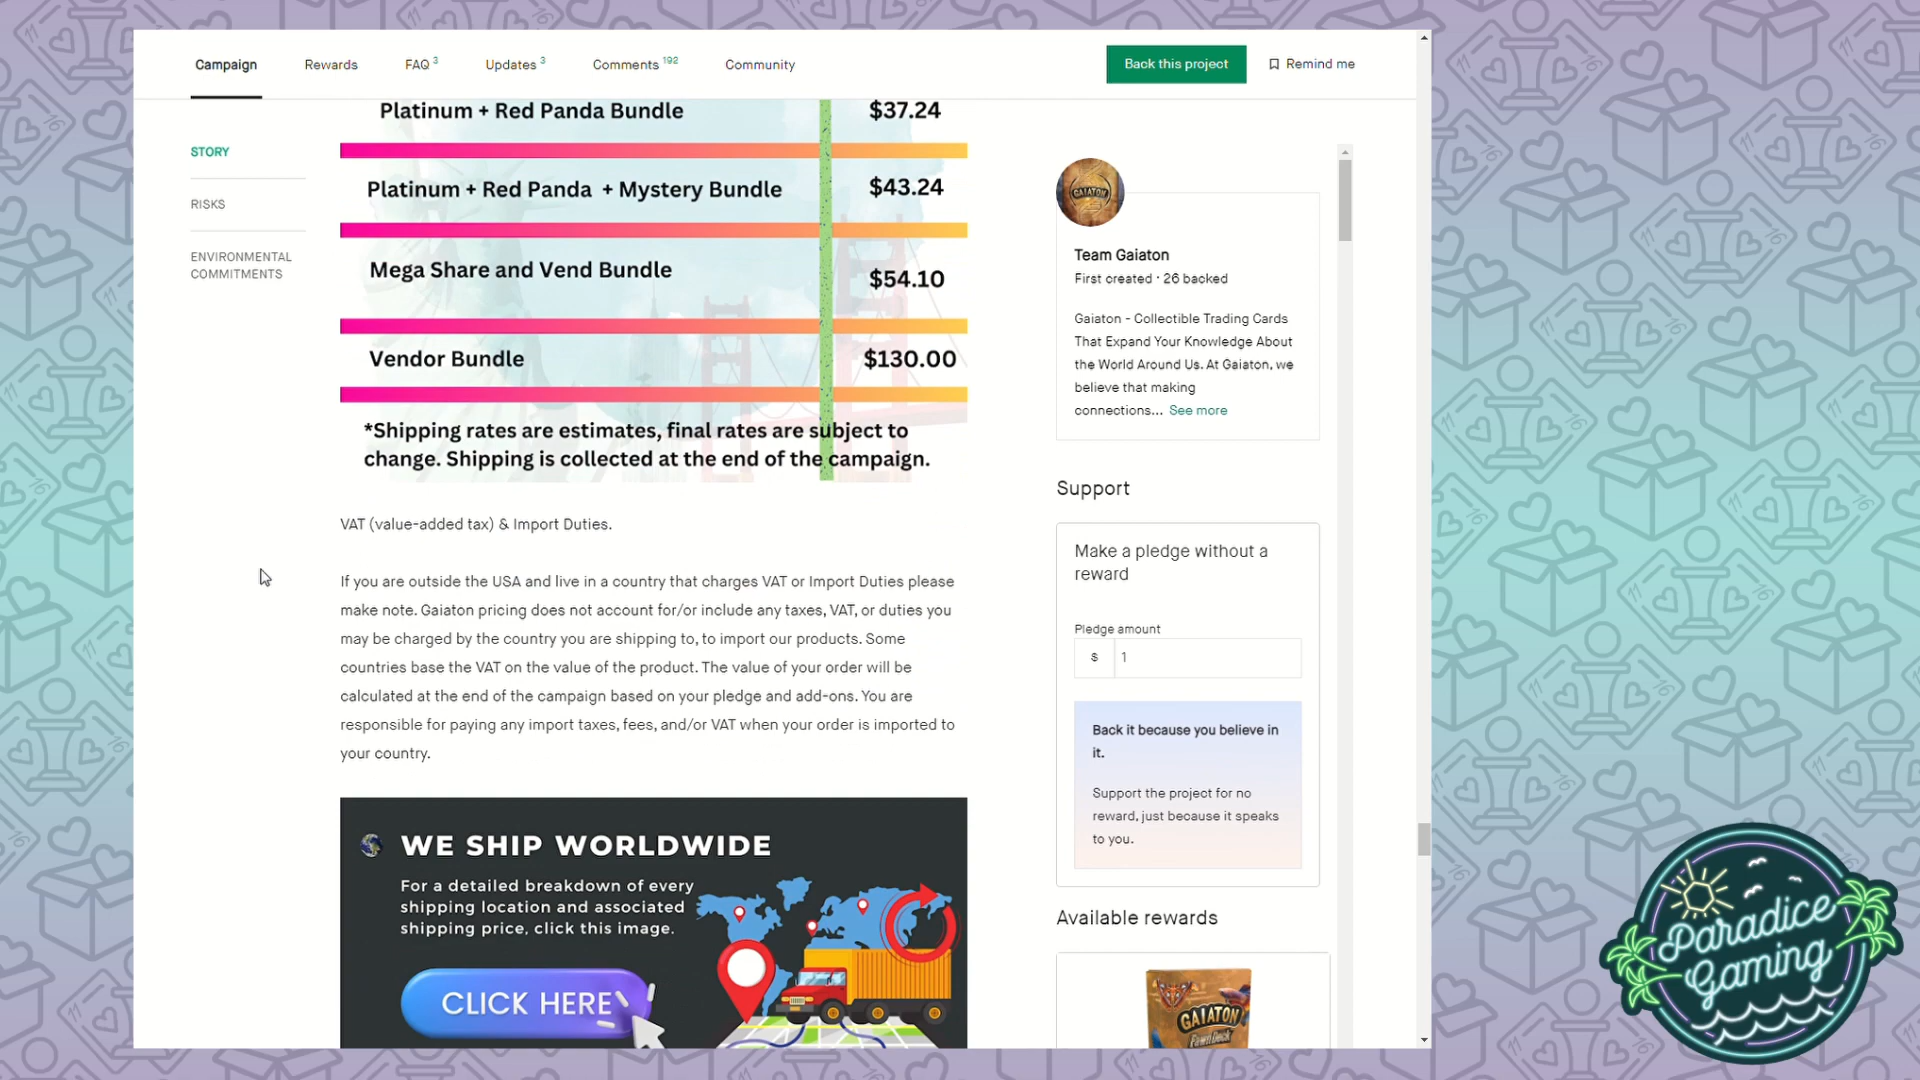 Campaign
Rewards
FAQ 3
Updates 3
Comments 192
Community
Back this project
Remind me
STORY
RISKS
ENVIRONMENTAL
COMMITMENTS
Platinum + Red Panda Bundle $37.24
Platinum + Red Panda + Mystery Bundle $43.24
Mega Share and Vend Bundle $54.10
Vendor Bundle $130.00
*Shipping rates are estimates, final rates are subject to
change. Shipping is collected at the end of the campaign.
VAT (value-added tax) & Import Duties.
If you are outside the USA and live in a country that charges VAT or Import Duties please
make note. Gaiaton pricing does not account for/or include any taxes, VAT, or duties you
may be charged by the country you are shipping to, to import our products. Some
countries base the VAT on the value of the product. The value of your order will be
calculated at the end of the campaign based on your pledge and add-ons. You are
responsible for paying any import taxes, fees, and/or VAT when your order is imported to
your country.
WE SHIP WORLDWIDE
For a detailed breakdown of every
shipping location and associated
shipping price, click this image.
CLICK HERE
GAIATON
Team Gaiaton
First created · 26 backed
Gaiaton - Collectible Trading Cards
That Expand Your Knowledge About
the World Around Us. At Gaiaton, we
believe that making
connections... See more
Support
Make a pledge without a
reward
Pledge amount
$ 1
Back it because you believe in
it.
Support the project for no
reward, just because it speaks
to you.
Available rewards
GAIATON
Paradice
Gaming